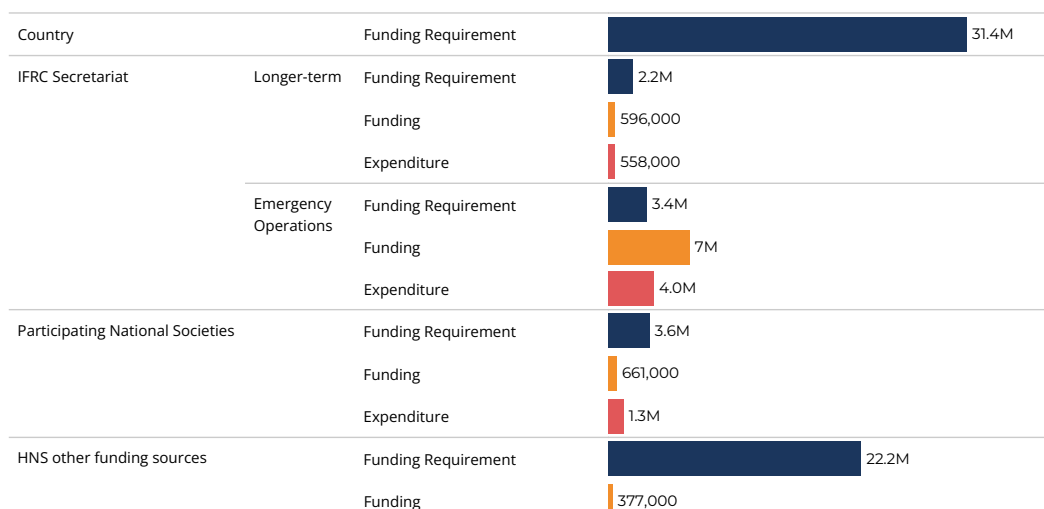 Country Funding Requirement 31.4M
IFRC Secretariat Longer-term Funding Requirement 2.2M
Funding 596,000
Expenditure 558,000
Emergency Operations Funding Requirement 3.4M
Funding 7M
Expenditure 4.0M
Participating National Societies Funding Requirement 3.6M
Funding 661,000
Expenditure 1.3M
HNS other funding sources Funding Requirement 22.2M
Funding 377,000